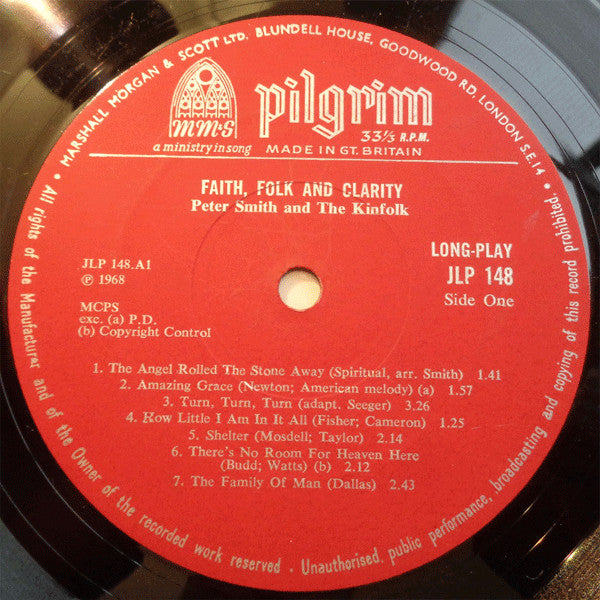 MARSHALL MORGAN & SCOTT LTD. BLUNDELL HOUSE, GOODWOOD RD, LONDON S.E.14 •
mm&s
pilgrim
33⅓ R.P.M.
a ministry in song
MADE IN GT. BRITAIN
FAITH, FOLK AND CLARITY
Peter Smith and The Kinfolk
LONG-PLAY
JLP 148
Side One
JLP 148.A1
℗ 1968
MCPS
exc. (a) P.D.
(b) Copyright Control
1. The Angel Rolled The Stone Away (Spiritual, arr. Smith) 1.41
2. Amazing Grace (Newton; American melody) (a) 1.57
3. Turn, Turn, Turn (adapt. Seeger) 3.26
4. How Little I Am In It All (Fisher; Cameron) 1.25
5. Shelter (Mosdell; Taylor) 2.14
6. There's No Room For Heaven Here
(Budd; Watts) (b) 2.12
7. The Family Of Man (Dallas) 2.43
• All rights of the Manufacturer and of the Owner of the recorded work reserved. Unauthorised, public performance, broadcasting and copying of this record prohibited.